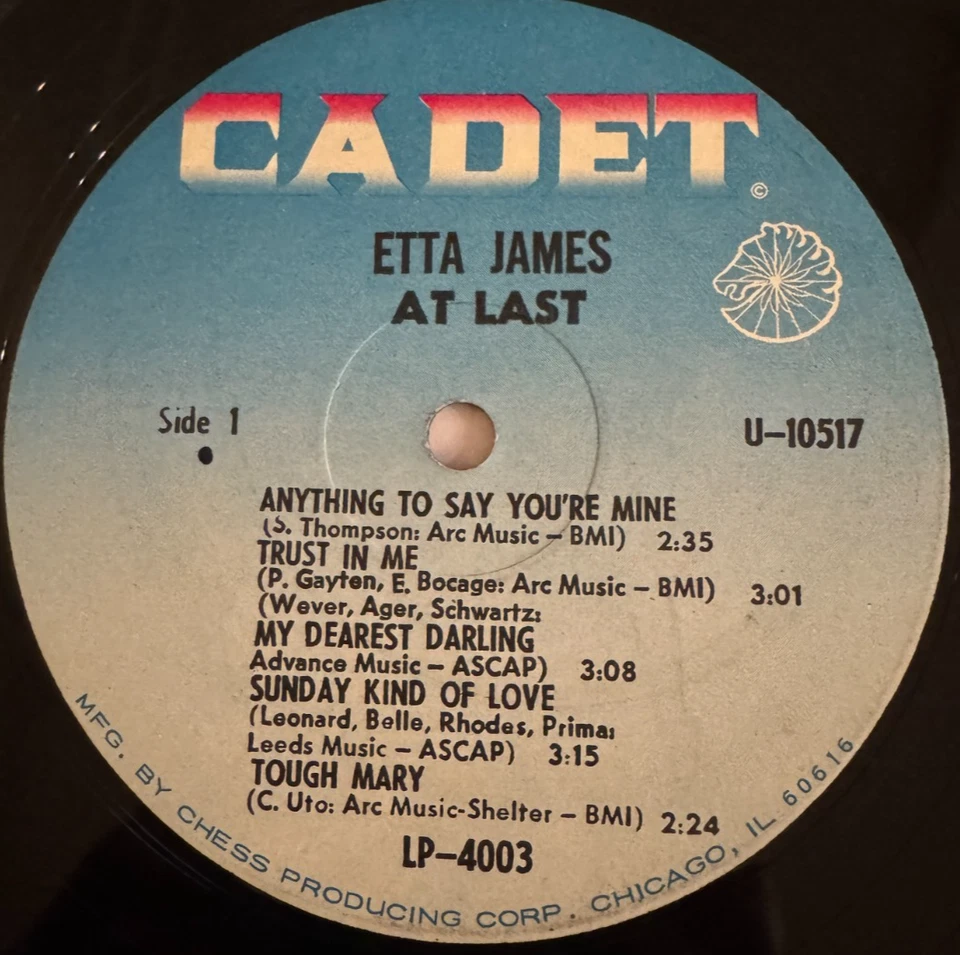 CADET
©
ETTA JAMES
AT LAST
Side 1
U-10517
ANYTHING TO SAY YOU'RE MINE
(S. Thompson: Arc Music - BMI) 2:35
TRUST IN ME
(P. Gayten, E. Bocage: Arc Music - BMI) 3:01
(Wever, Ager, Schwartz:
MY DEAREST DARLING
Advance Music - ASCAP) 3:08
SUNDAY KIND OF LOVE
(Leonard, Belle, Rhodes, Prima:
Leeds Music - ASCAP) 3:15
TOUGH MARY
(C. Uto: Arc Music-Shelter - BMI) 2:24
LP-4003
MFG. BY CHESS PRODUCING CORP. CHICAGO, IL 60616